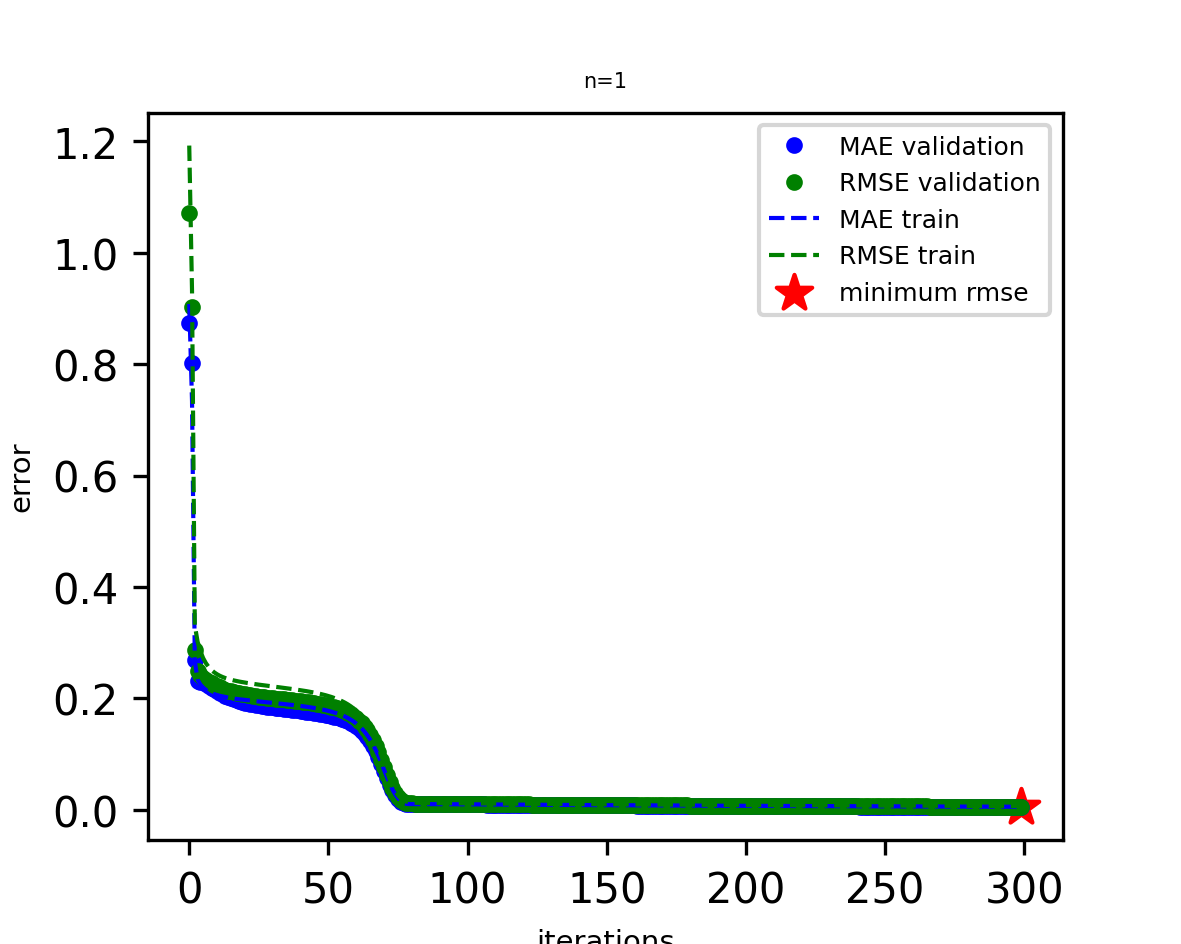 n=1
1.2
1.0
0.8
0.6
0.4
0.2
0.0
error
MAE validation
RMSE validation
MAE train
RMSE train
minimum rmse
0 50 100 150 200 250 300
iterations